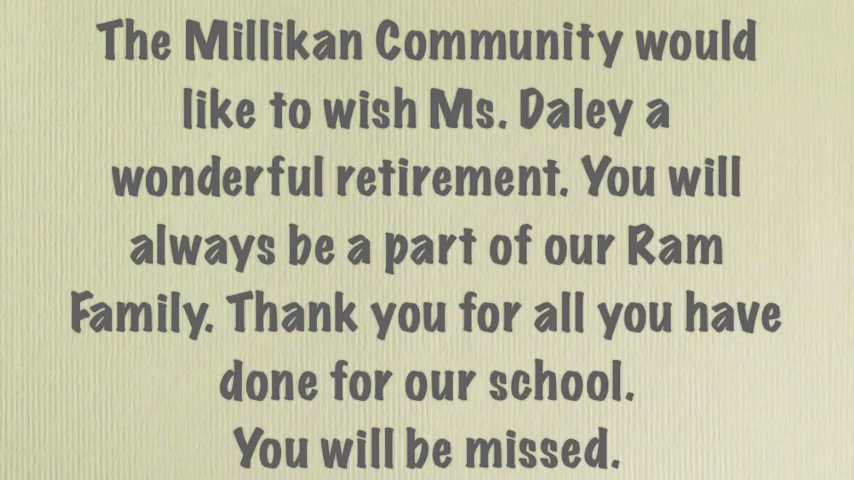 The Millikan Community would
like to wish Ms. Daley a
wonderful retirement. You will
always be a part of our Ram
Family. Thank you for all you have
done for our school.
You will be missed.